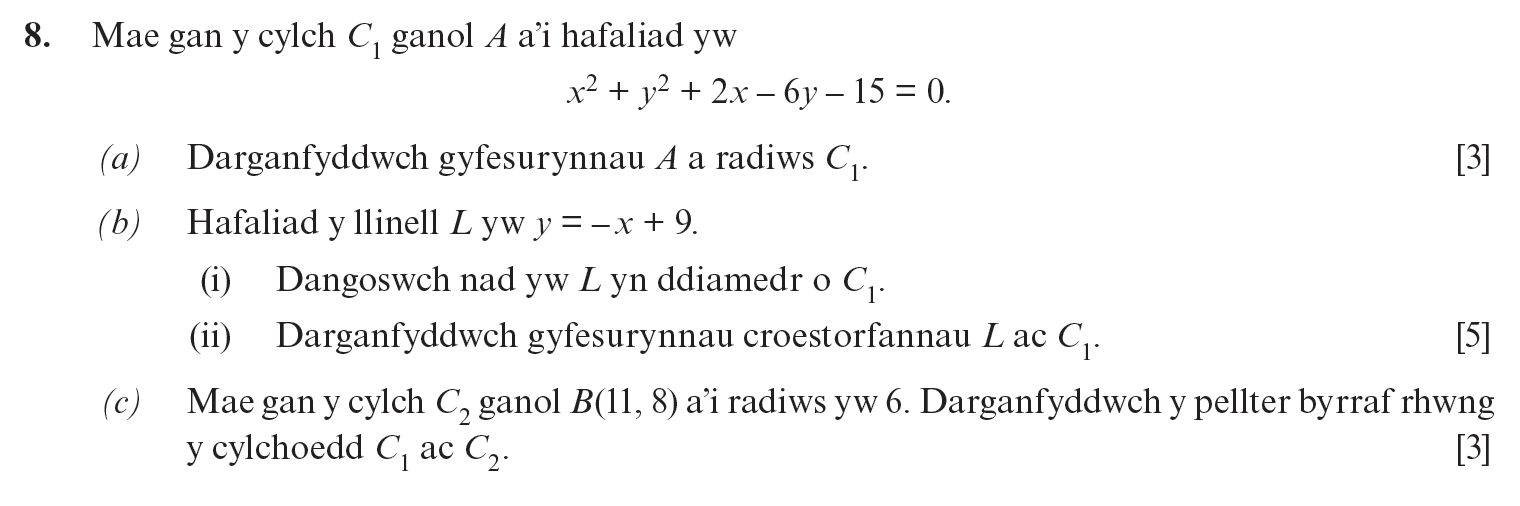 8. Mae gan y cylch C₁ ganol A a’i hafaliad yw
x² + y² + 2x – 6y – 15 = 0.
(a) Darganfyddwch gyfesurynnau A a radiws C₁. [3]
(b) Hafaliad y llinell L yw y = –x + 9.
(i) Dangoswch nad yw L yn ddiamedr o C₁.
(ii) Darganfyddwch gyfesurynnau croestorfannau L ac C₁. [5]
(c) Mae gan y cylch C₂ ganol B(11, 8) a’i radiws yw 6. Darganfyddwch y pellter byrraf rhwng
y cylchoedd C₁ ac C₂. [3]